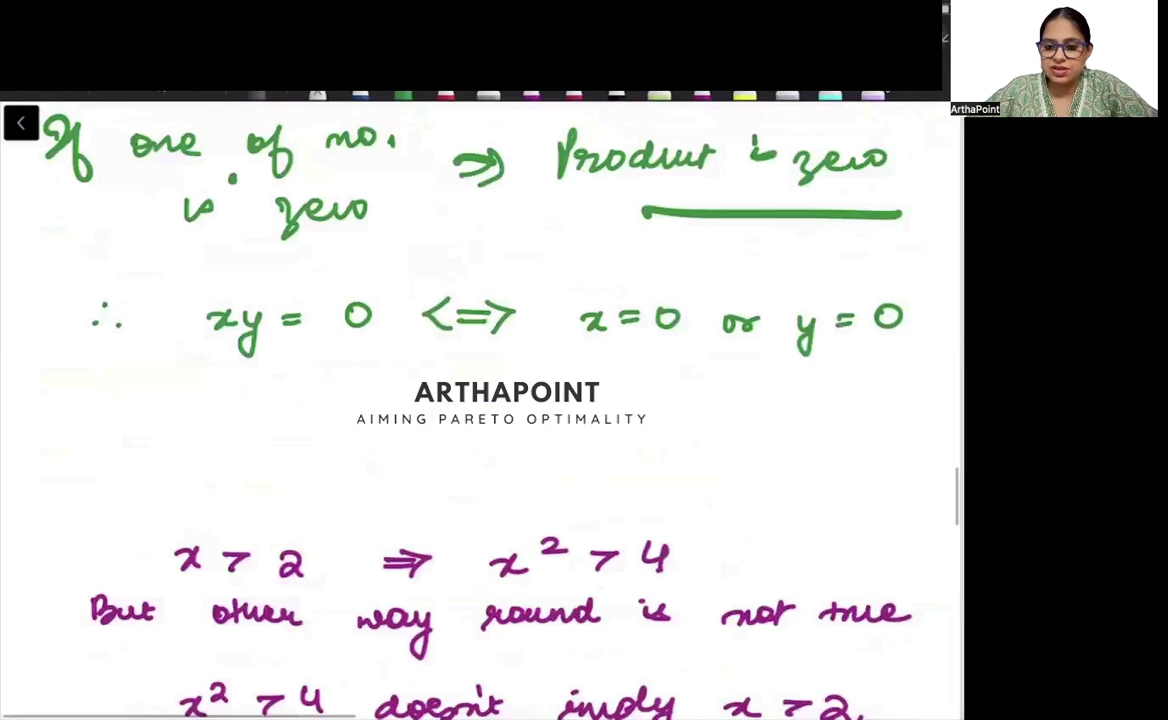 ArthaPoint
If one of no. ⇒ Product is zero
is zero
∴ xy = 0 <=> x = 0 or y = 0
ARTHAPOINT
AIMING PARETO OPTIMALITY
x > 2 ⇒ x² > 4
But other way round is not true
x² > 4 doesn't imply x > 2.